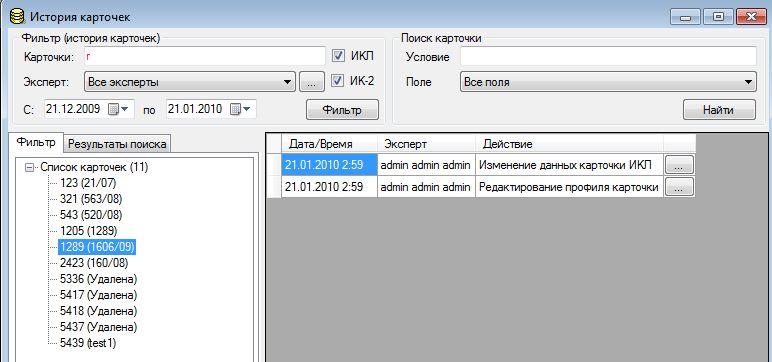 История карточек
Фильтр (история карточек)
Карточки: г ИКЛ
Эксперт: Все эксперты ... ИК-2
С: 21.12.2009 по 21.01.2010 Фильтр
Поиск карточки
Условие
Поле Все поля
Найти
Фильтр Результаты поиска
Список карточек (11)
123 (21/07)
321 (563/08)
543 (520/08)
1205 (1289)
1289 (1606/09)
2423 (160/08)
5336 (Удалена)
5417 (Удалена)
5418 (Удалена)
5437 (Удалена)
5439 (test1)
Дата/Время Эксперт Действие
21.01.2010 2:59 admin admin admin Изменение данных карточки ИКЛ ...
21.01.2010 2:59 admin admin admin Редактирование профиля карточки ...